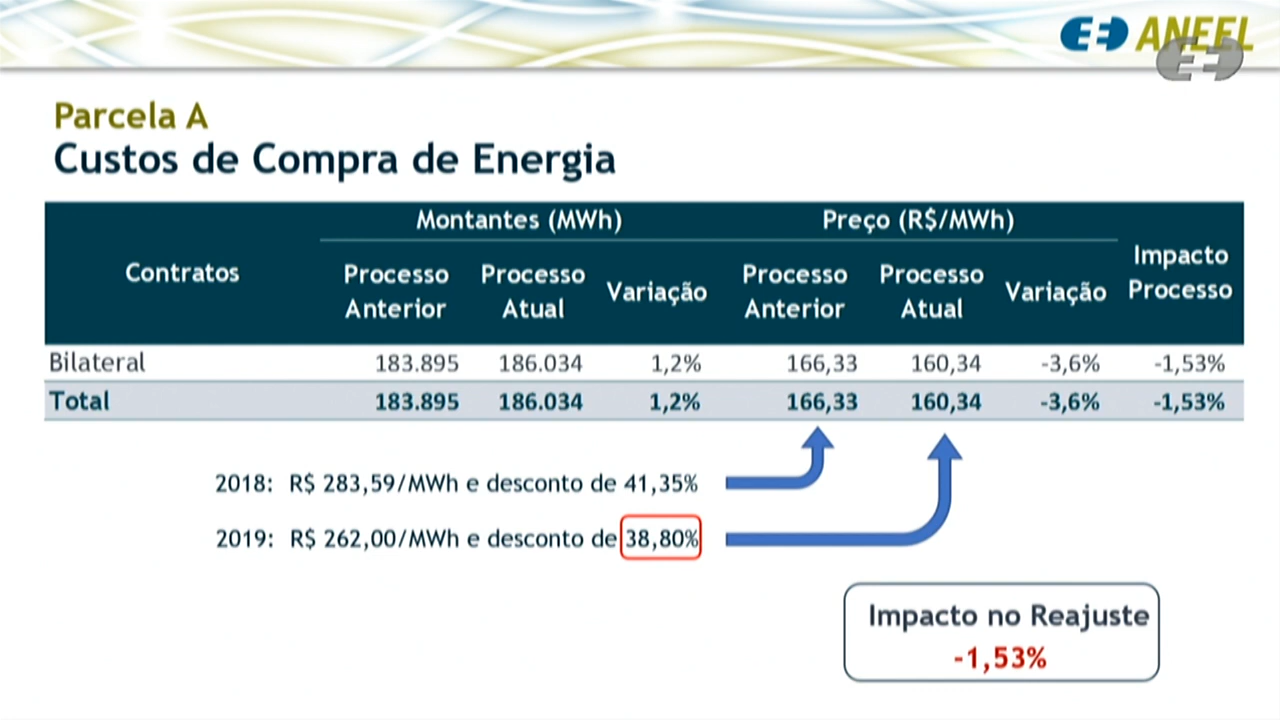 ANEEL
Parcela A
Custos de Compra de Energia
Montantes (MWh) Preço (R$/MWh)
Contratos Processo Anterior Processo Atual Variação Processo Anterior Processo Atual Variação Impacto Processo
Bilateral 183.895 186.034 1,2% 166,33 160,34 -3,6% -1,53%
Total 183.895 186.034 1,2% 166,33 160,34 -3,6% -1,53%
2018: R$ 283,59/MWh e desconto de 41,35%
2019: R$ 262,00/MWh e desconto de 38,80%
Impacto no Reajuste
-1,53%